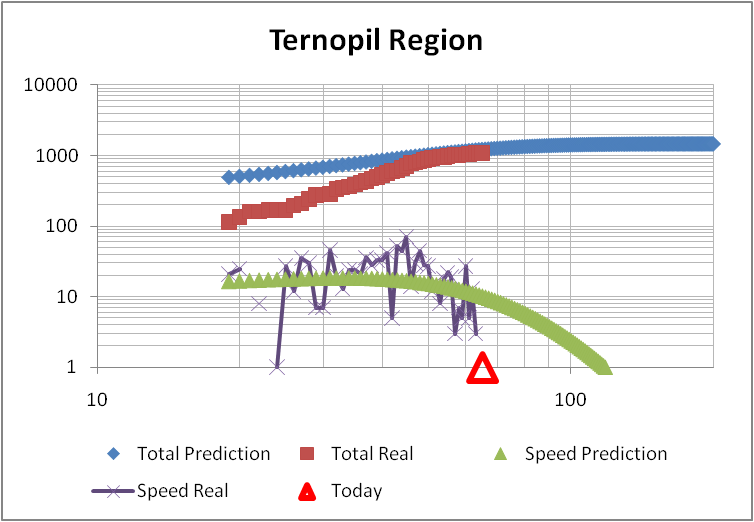 Ternopil Region
10000
1000
100
10
1
10 100
Total Prediction Total Real Speed Prediction
Speed Real Today